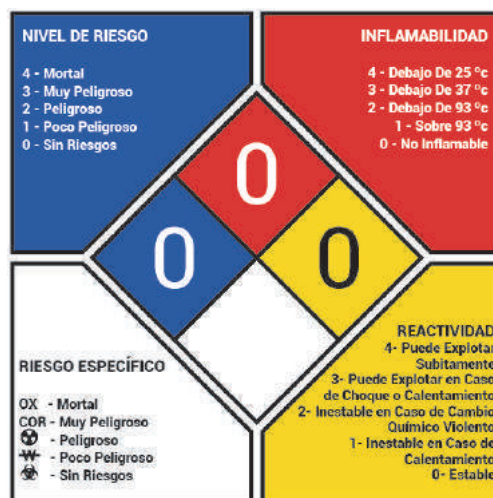 NIVEL DE RIESGO
4 - Mortal
3 - Muy Peligroso
2 - Peligroso
1 - Poco Peligroso
0 - Sin Riesgos
INFLAMABILIDAD
4 - Debajo De 25 ºc
3 - Debajo De 37 ºc
2 - Debajo De 93 ºc
1 - Sobre 93 ºc
0 - No Inflamable
0
0
0
RIESGO ESPECÍFICO
OX - Mortal
COR - Muy Peligroso
- Peligroso
W - Poco Peligroso
- Sin Riesgos
REACTIVIDAD
4- Puede Explotar
Subitamente
3- Puede Explotar en Caso
de Choque o Calentamiento
2- Inestable en Caso de Cambio
Químico Violento
1- Inestable en Caso de
Calentamiento
0- Estable